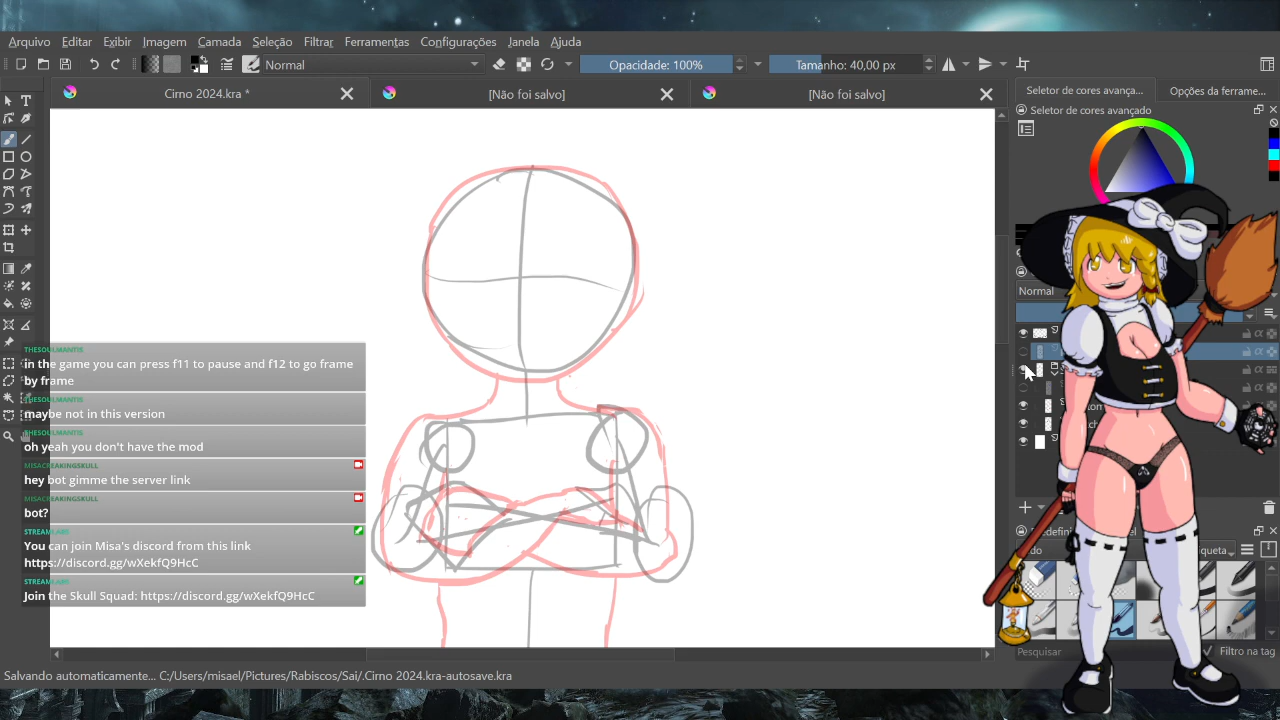 Arquivo Editar Exibir Imagem Camada Seleção Filtrar Ferramentas Configurações Janela Ajuda
Normal Opacidade: 100% Tamanho: 40,00 px
Cirno 2024.kra * [Não foi salvo] [Não foi salvo]
Seletor de cores avança... Opções da ferrame...
Seletor de cores avançado
Normal
THESOULMANTIS
in the game you can press f11 to pause and f12 to go frame
by frame
THESOULMANTIS
maybe not in this version
THESOULMANTIS
oh yeah you don't have the mod
MISACREAKINGSKULL
hey bot gimme the server link
MISACREAKINGSKULL
bot?
You can join Misa's discord from this link
https://discord.gg/wXekfQ9HcC
Join the Skull Squad: https://discord.gg/wXekfQ9HcC
Pesquisar Filtro na tag
Salvando automaticamente... C:/Users/misael/Pictures/Rabiscos/Sai/.Cirno 2024.kra-autosave.kra